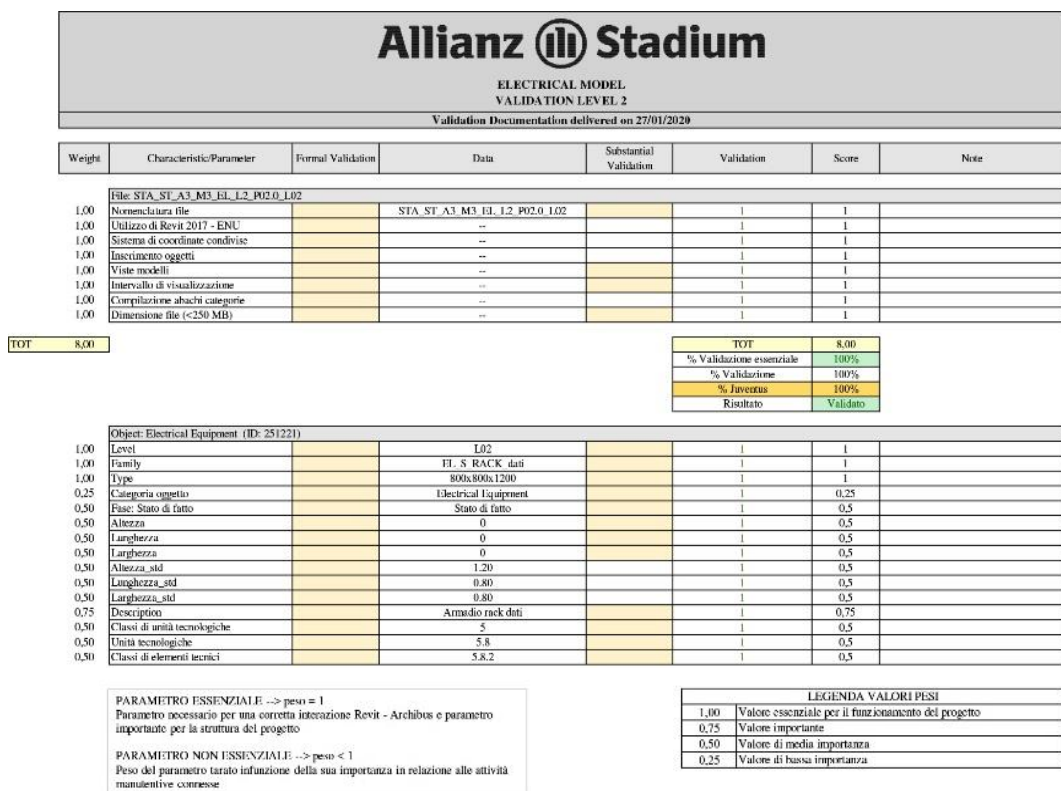 Allianz Stadium
ELECTRICAL MODEL
VALIDATION LEVEL 2
Validation Documentation delivered on 27/01/2020
Weight Characteristic/Parameter Formal Validation Data Substantial Validation Validation Score Note
File: STA_ST_A3_M3_EL_L2_P02.0_L02
1,00 Nomenclatura file STA_ST_A3_M3_EL_L2_P02.0_L02 1 1
1,00 Utilizzo di Revit 2017 - ENU -- 1 1
1,00 Sistema di coordinate condivise -- 1 1
1,00 Inserimento oggetti -- 1 1
1,00 Viste modelli -- 1 1
1,00 Intervallo di visualizzazione -- 1 1
1,00 Compilazione abachi categorie -- 1 1
1,00 Dimensione file (<250 MB) -- 1 1
TOT 8,00 TOT 8,00
% Validazione essenziale 100%
% Validazione 100%
% Juventus 100%
Risultato Validato
Object: Electrical Equipment (ID: 251221)
1,00 Level L02 1 1
1,00 Family EL_S_RACK_dati 1 1
1,00 Type 800x800x1200 1 1
0,25 Categoria oggetto Electrical Equipment 1 0,25
0,50 Fase: Stato di fatto Stato di fatto 1 0,5
0,50 Altezza 0 1 0,5
0,50 Lunghezza 0 1 0,5
0,50 Larghezza 0 1 0,5
0,50 Altezza_std 1.20 1 0,5
0,50 Lunghezza_std 0.80 1 0,5
0,50 Larghezza_std 0.80 1 0,5
0,75 Description Armadio rack dati 1 0,75
0,50 Classi di unità tecnologiche 5 1 0,5
0,50 Unità tecnologiche 5.8 1 0,5
0,50 Classi di elementi tecnici 5.8.2 1 0,5
PARAMETRO ESSENZIALE --> peso = 1
Parametro necessario per una corretta interazione Revit - Archibus e parametro
importante per la struttura del progetto
PARAMETRO NON ESSENZIALE --> peso < 1
Peso del parametro tarato infunzione della sua importanza in relazione alle attività
manutentive connesse
LEGENDA VALORI PESI
1,00 Valore essenziale per il funzionamento del progetto
0,75 Valore importante
0,50 Valore di media importanza
0,25 Valore di bassa importanza